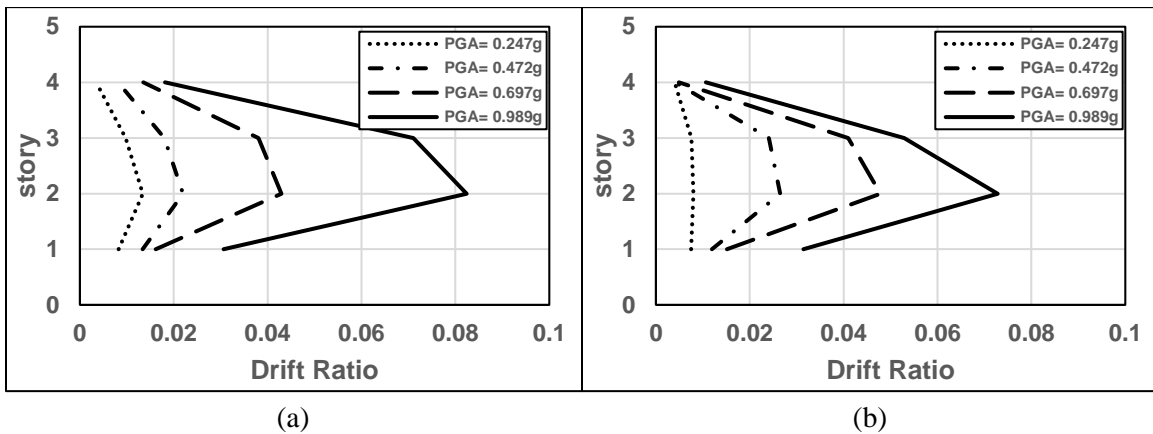 5
4
3
2
1
0
story
0 0.02 0.04 0.06 0.08 0.1
Drift Ratio
PGA= 0.247g
PGA= 0.472g
PGA= 0.697g
PGA= 0.989g
(a)
5
4
3
2
1
0
story
0 0.02 0.04 0.06 0.08 0.1
Drift Ratio
PGA= 0.247g
PGA= 0.472g
PGA= 0.697g
PGA= 0.989g
(b)